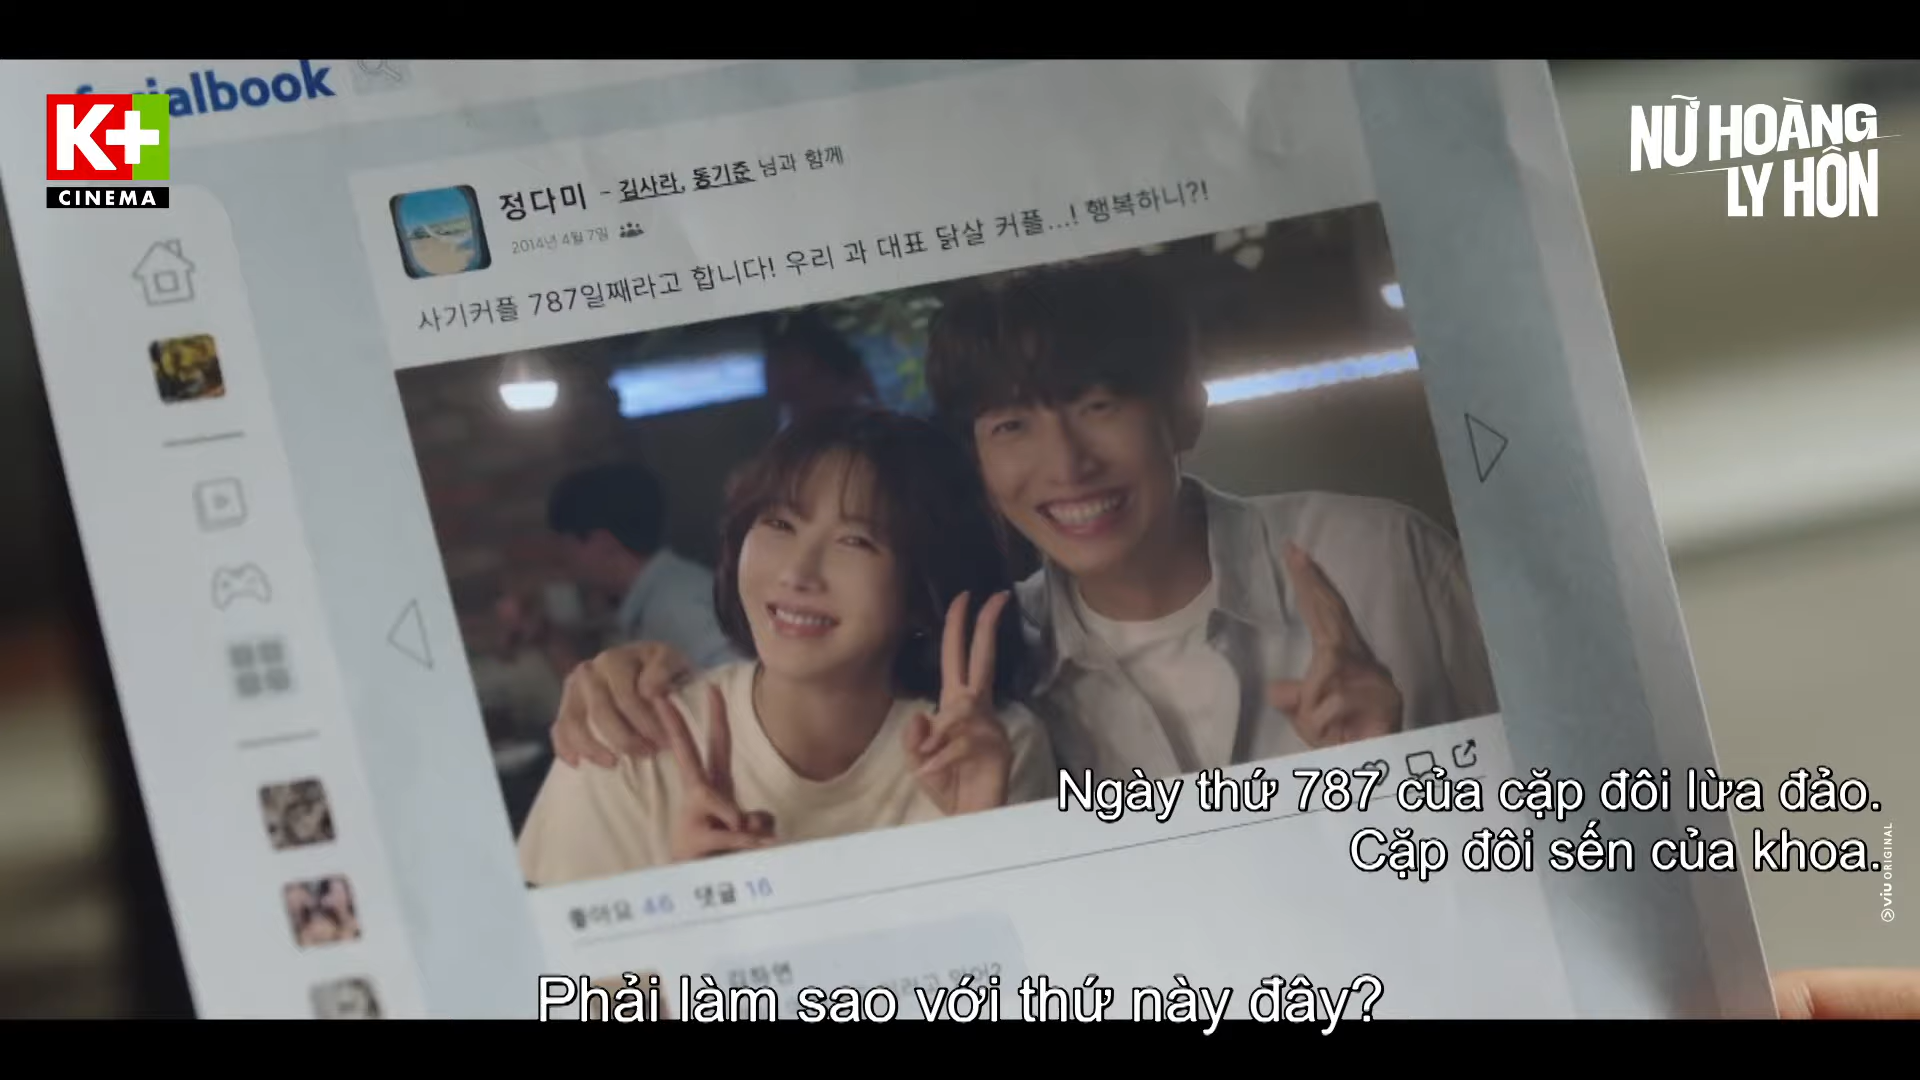 albook
K+
CINEMA
NỮ HOÀNG
LY HÔN
정다미 - 김사라, 동기준 님과 함께
2014년 4월 7일
사기커플 787일째라고 합니다! 우리 과 대표 닭살 커플...! 행복하니?!
Ngày thứ 787 của cặp đôi lừa đảo.
Cặp đôi sến của khoa.
viu ORIGINAL
좋아요 46 댓글 16
Phải làm sao với thứ này đây?